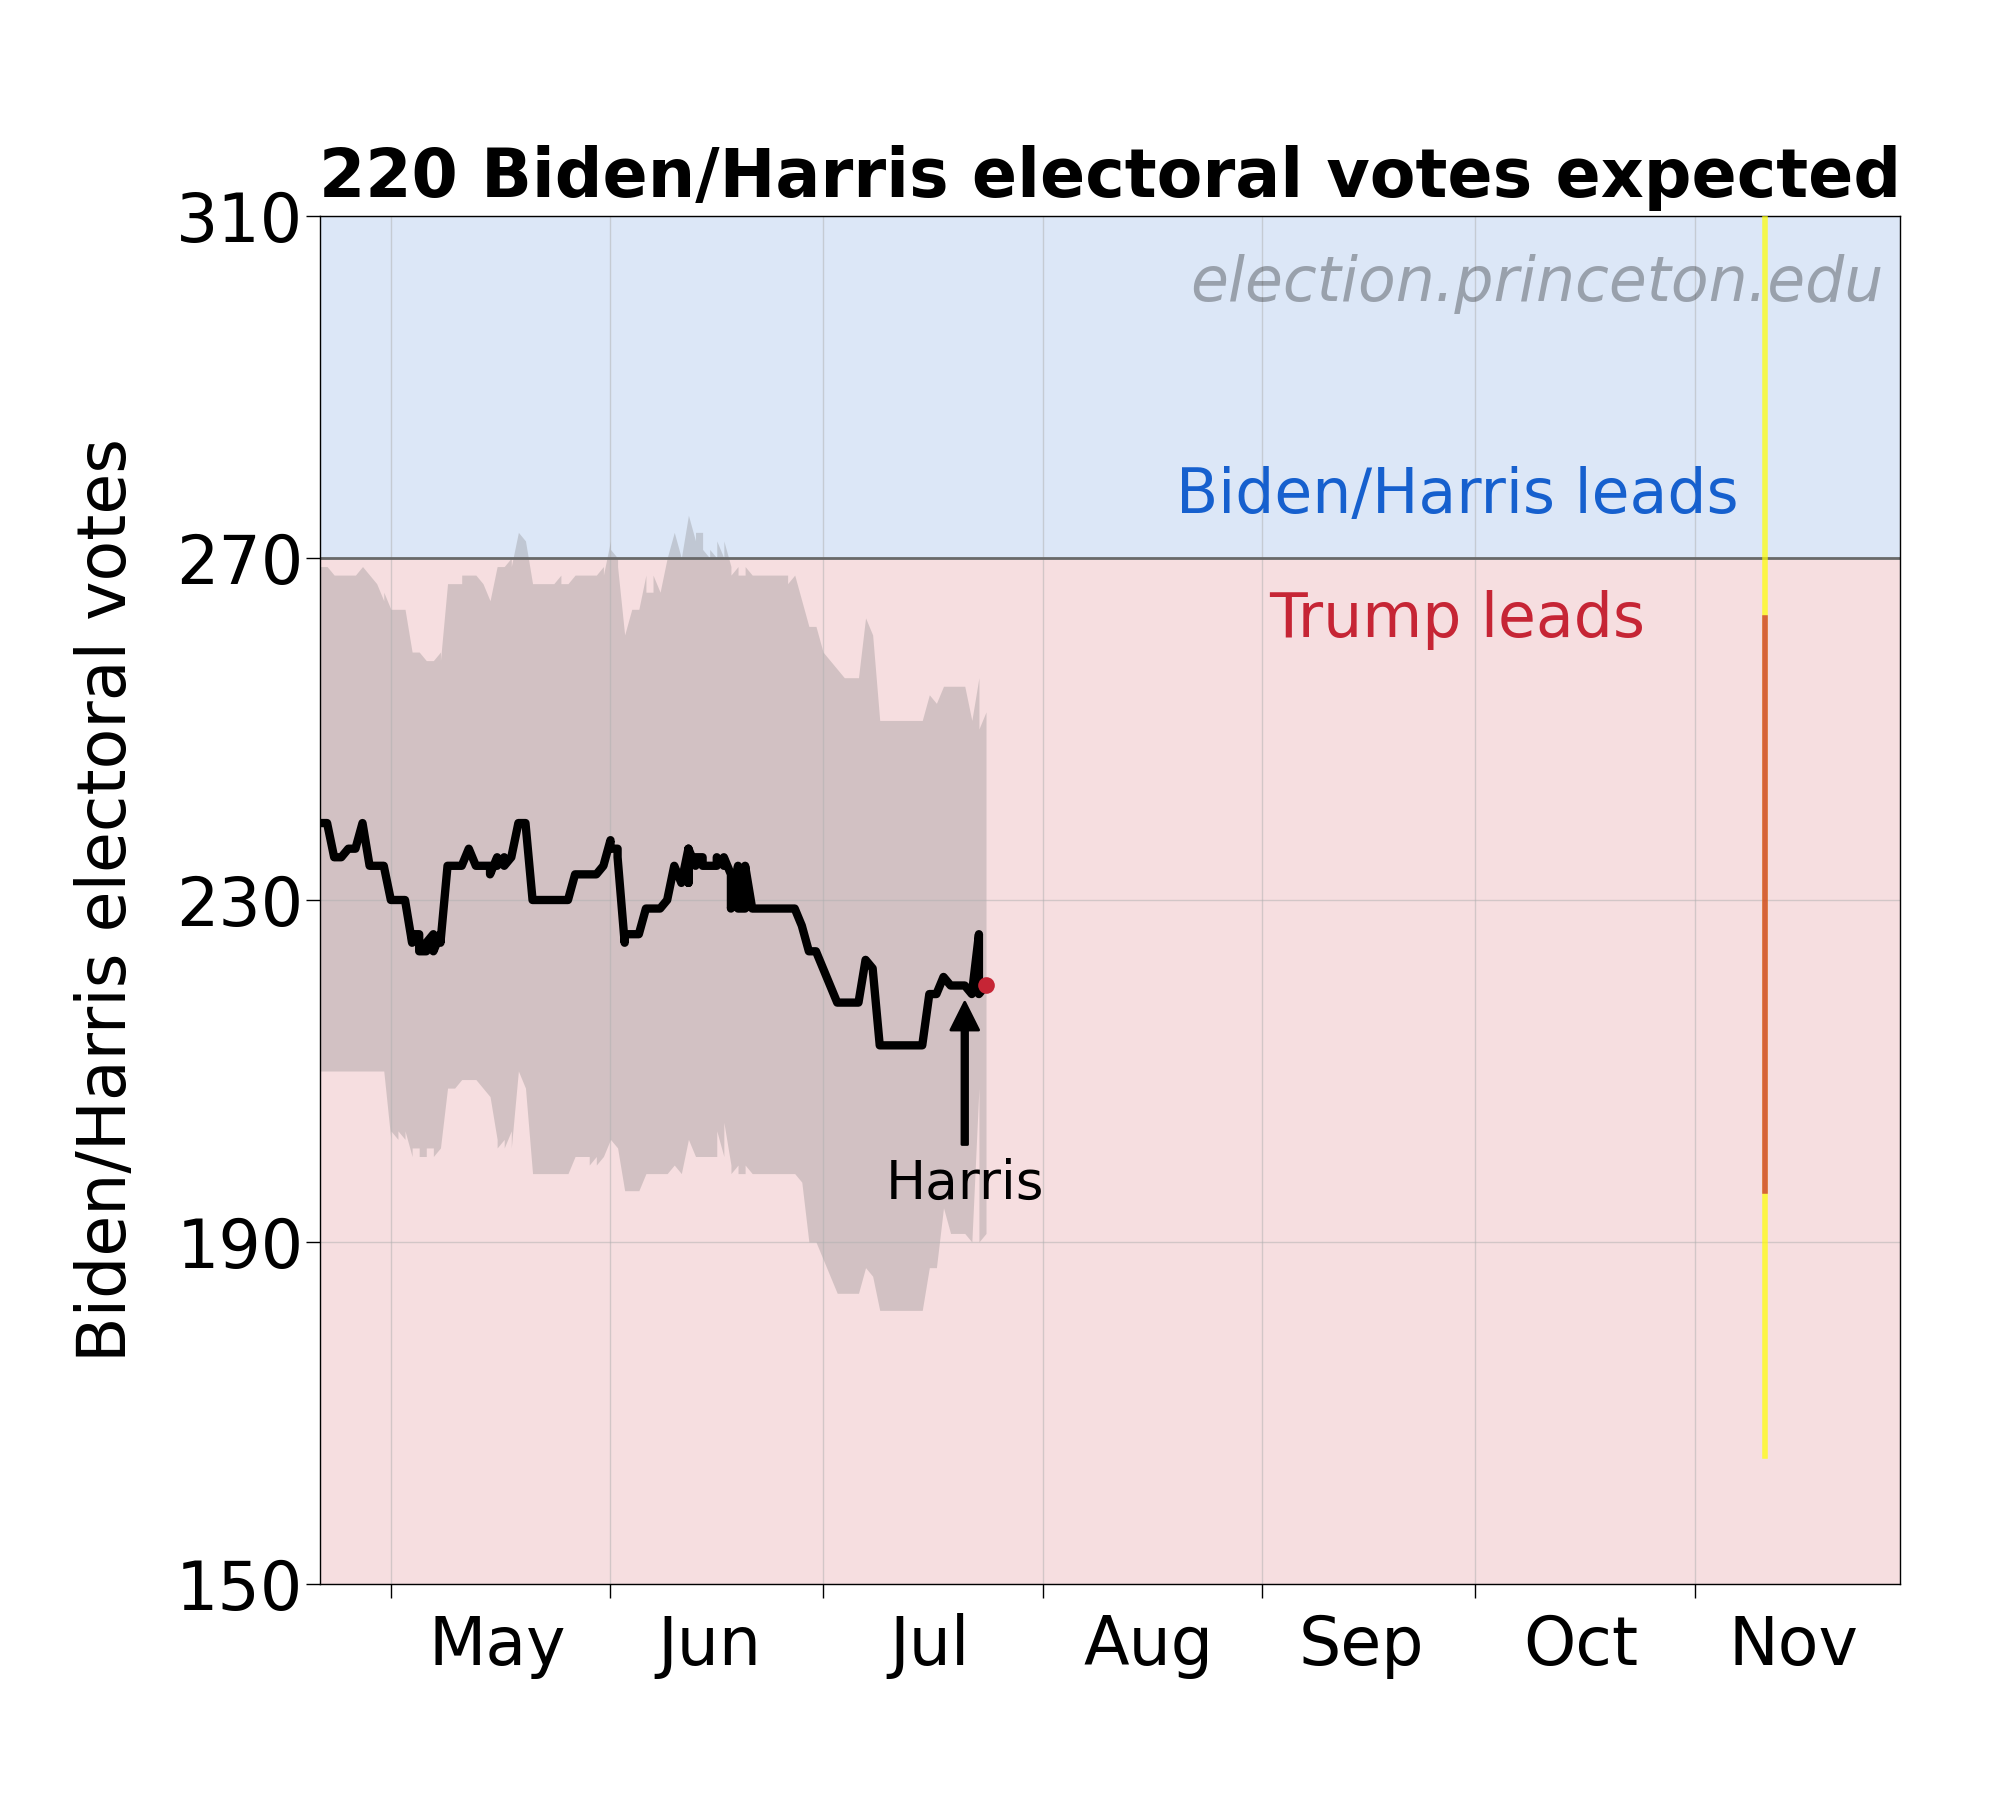 220 Biden/Harris electoral votes expected
310
election.princeton.edu
Biden/Harris leads
270
Trump leads
Biden/Harris electoral votes
230
Harris
190
150
May Jun Jul Aug Sep Oct Nov